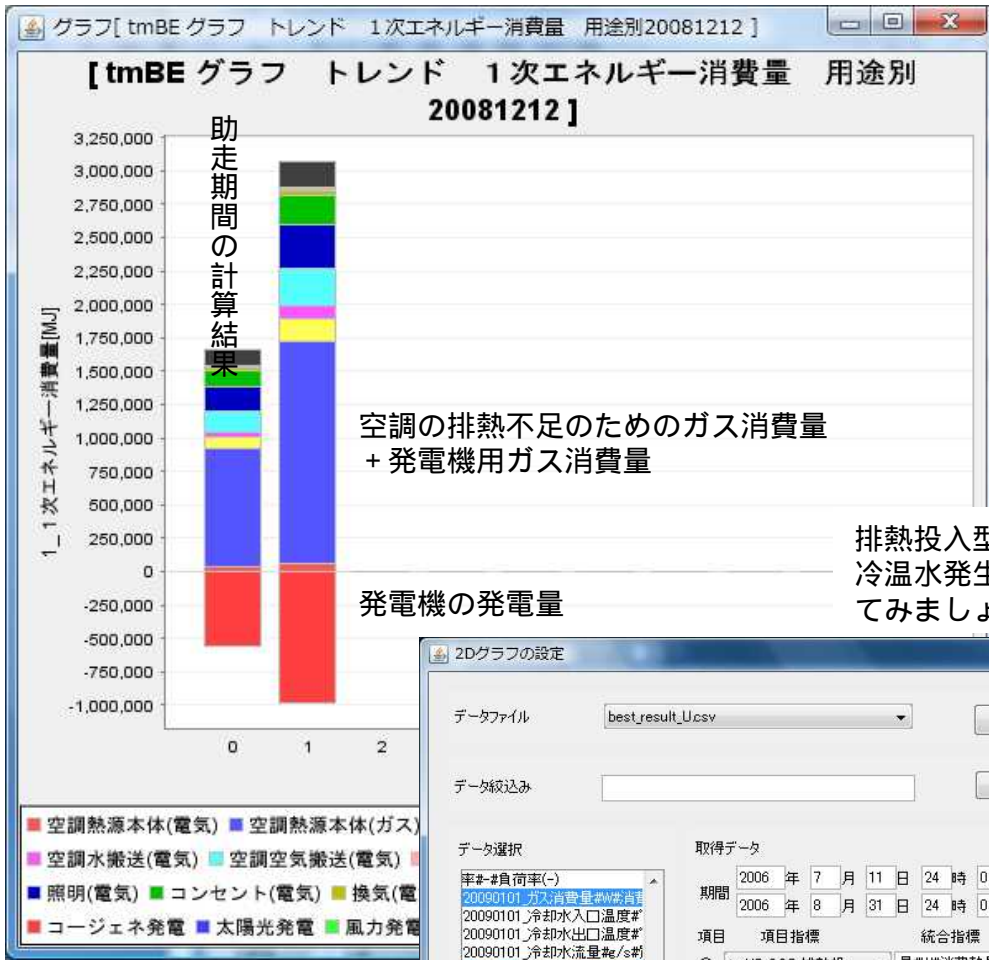 グラフ[ tmBE グラフ　トレンド　1次エネルギー消費量　用途別20081212 ]
[ tmBE グラフ　トレンド　1次エネルギー消費量　用途別
20081212 ]
助走期間の計算結果
3,250,000
3,000,000
2,750,000
2,500,000
2,250,000
2,000,000
1,750,000
1,500,000
1,250,000
1,000,000
750,000
500,000
250,000
0
-250,000
-500,000
-750,000
-1,000,000
1_1次エネルギー消費量[MJ]
0 1 2
空調の排熱不足のためのガス消費量
+発電機用ガス消費量
発電機の発電量
排熱投入型
冷温水発生
てみましょ
空調熱源本体(電気) 空調熱源本体(ガス)
空調水搬送(電気) 空調空気搬送(電気)
照明(電気) コンセント(電気) 換気(電
コージェネ発電 太陽光発電 風力発電
2Dグラフの設定
データファイル best_result_U.csv
データ絞込み
データ選択 取得データ
率#-#負荷率(-)
20090101_ガス消費量#W#消費
20090101_冷却水入口温度#
20090101_冷却水出口温度#
20090101_冷却水流量#g/s#
期間 2006 年 7 月 11 日 24 時 0
2006 年 8 月 31 日 24 時 0
項目 項目指標 統合指標